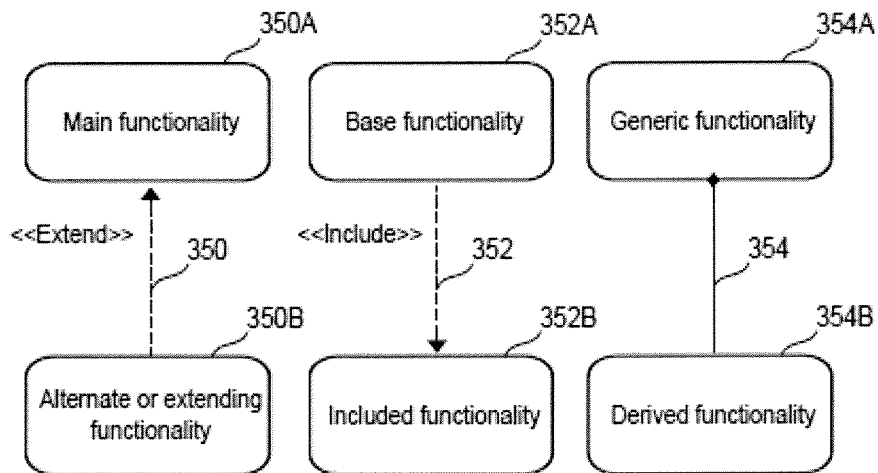 350A
352A
354A
Main functionality
Base functionality
Generic functionality
<<Extend>>
350
<<Include>>
352
354
350B
352B
354B
Alternate or extending
functionality
Included functionality
Derived functionality